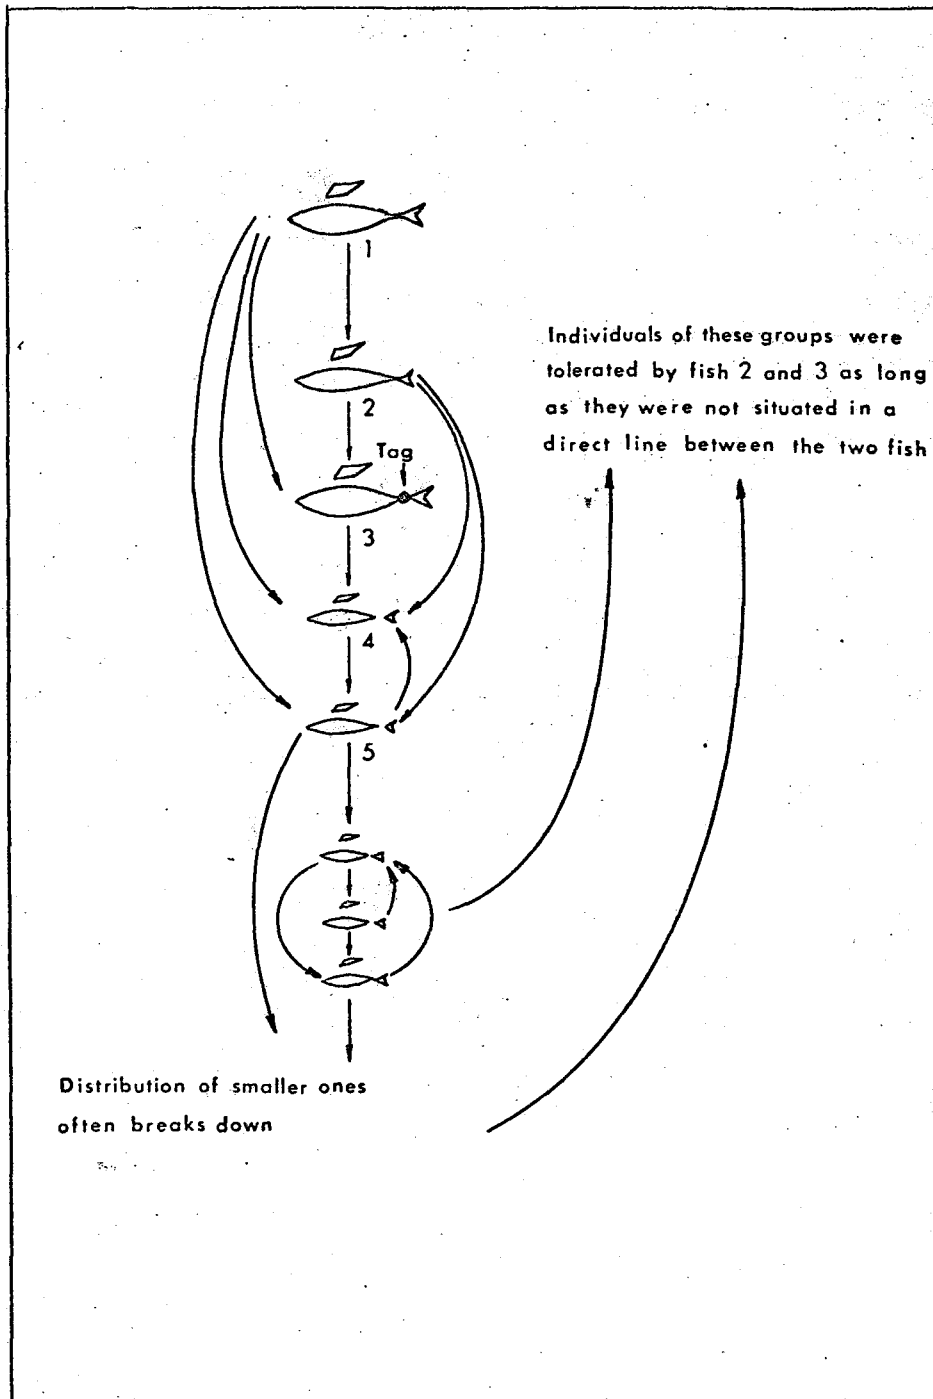 1
Individuals of these groups were
tolerated by fish 2 and 3 as long
as they were not situated in a
direct line between the two fish
2
Tag
3
4
5
Distribution of smaller ones
often breaks down